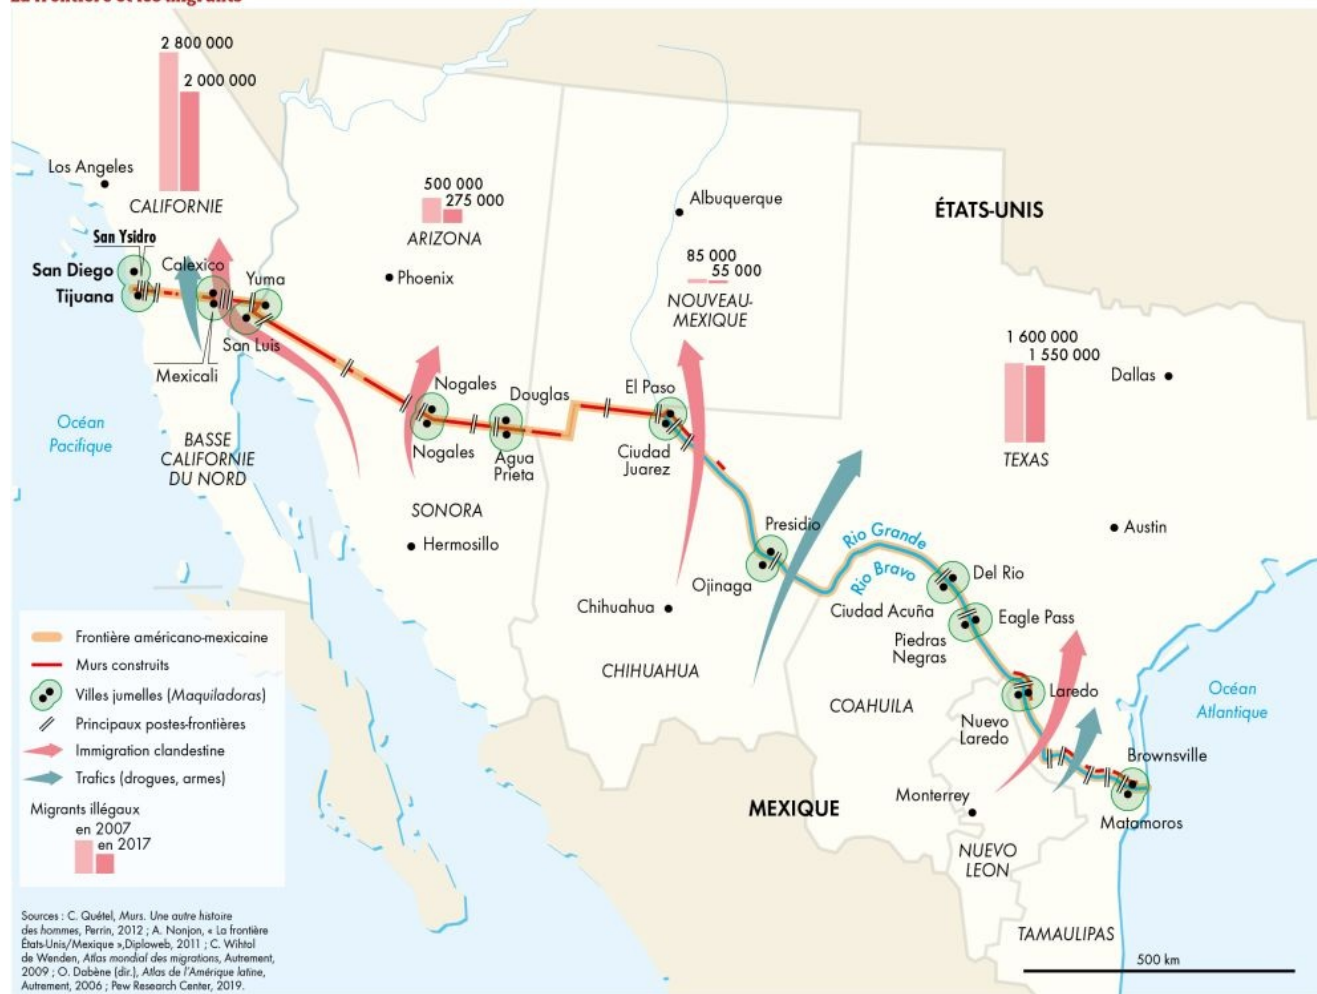 La frontière et les migrants
2 800 000
2 000 000
Los Angeles
CALIFORNIE
San Ysidro
San Diego
Tijuana
Calexico
Yuma
San Luis
Mexicali
500 000
275 000
ARIZONA
Phoenix
Albuquerque
85 000
55 000
NOUVEAU-
MEXIQUE
ÉTATS-UNIS
1 600 000
1 550 000
TEXAS
Dallas
Austin
Océan
Pacifique
BASSE
CALIFORNIE
DU NORD
Nogales
Nogales
Douglas
Agua
Prieta
El Paso
Ciudad
Juarez
SONORA
Hermosillo
Presidio
Ojinaga
Rio Grande
Rio Bravo
Chihuahua
CHIHUAHUA
Del Rio
Ciudad Acuña
Eagle Pass
Piedras
Negras
COAHUILA
Laredo
Nuevo
Laredo
Océan
Atlantique
Brownsville
Matamoros
Monterrey
MEXIQUE
NUEVO
LEON
TAMAULIPAS
500 km
Frontière américano-mexicaine
Murs construits
Villes jumelles (Maquiladoras)
Principaux postes-frontières
Immigration clandestine
Trafics (drogues, armes)
Migrants illégaux
en 2007
en 2017
Sources : C. Quétel, Murs. Une autre histoire
des hommes, Perrin, 2012 ; A. Nonjon, « La frontière
États-Unis/Mexique »,Diploweb, 2011 ; C. Wihtol
de Wenden, Atlas mondial des migrations, Autrement,
2009 ; O. Dabène (dir.), Atlas de l'Amérique latine,
Autrement, 2006 ; Pew Research Center, 2019.